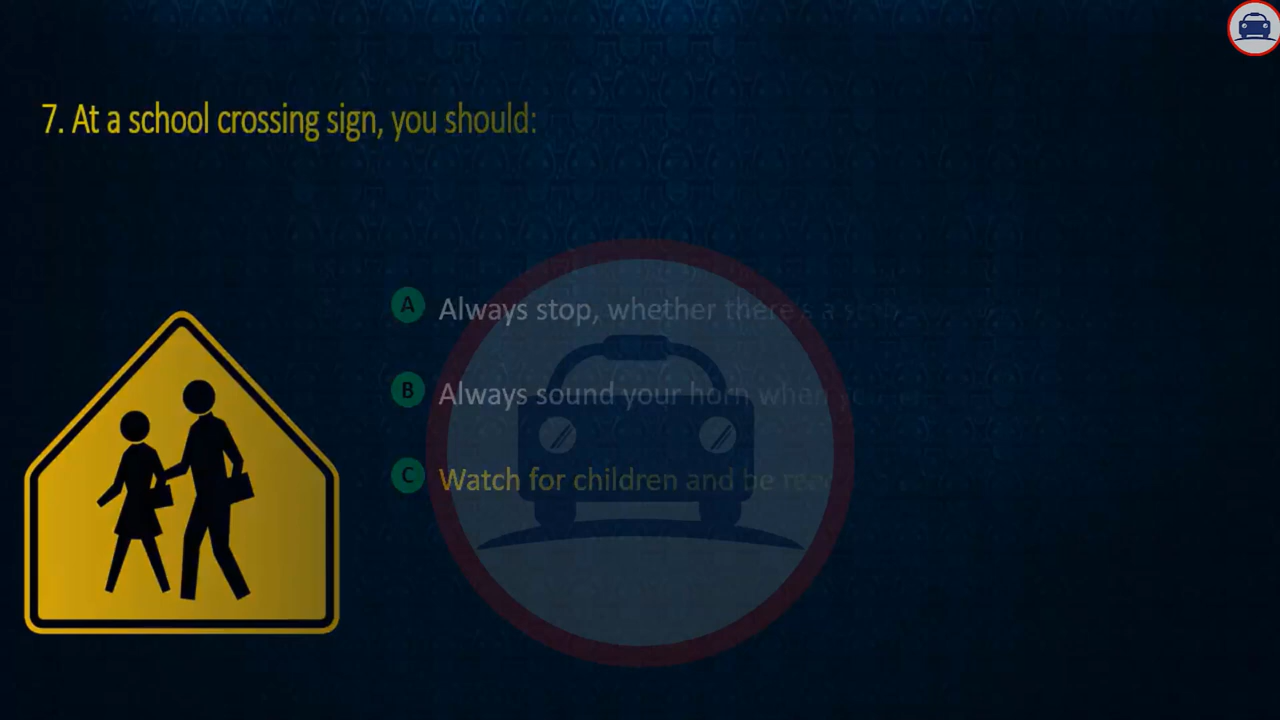 7. At a school crossing sign, you should:
A Always stop, whether there's a
B Always sound your horn when
C Watch for children and be